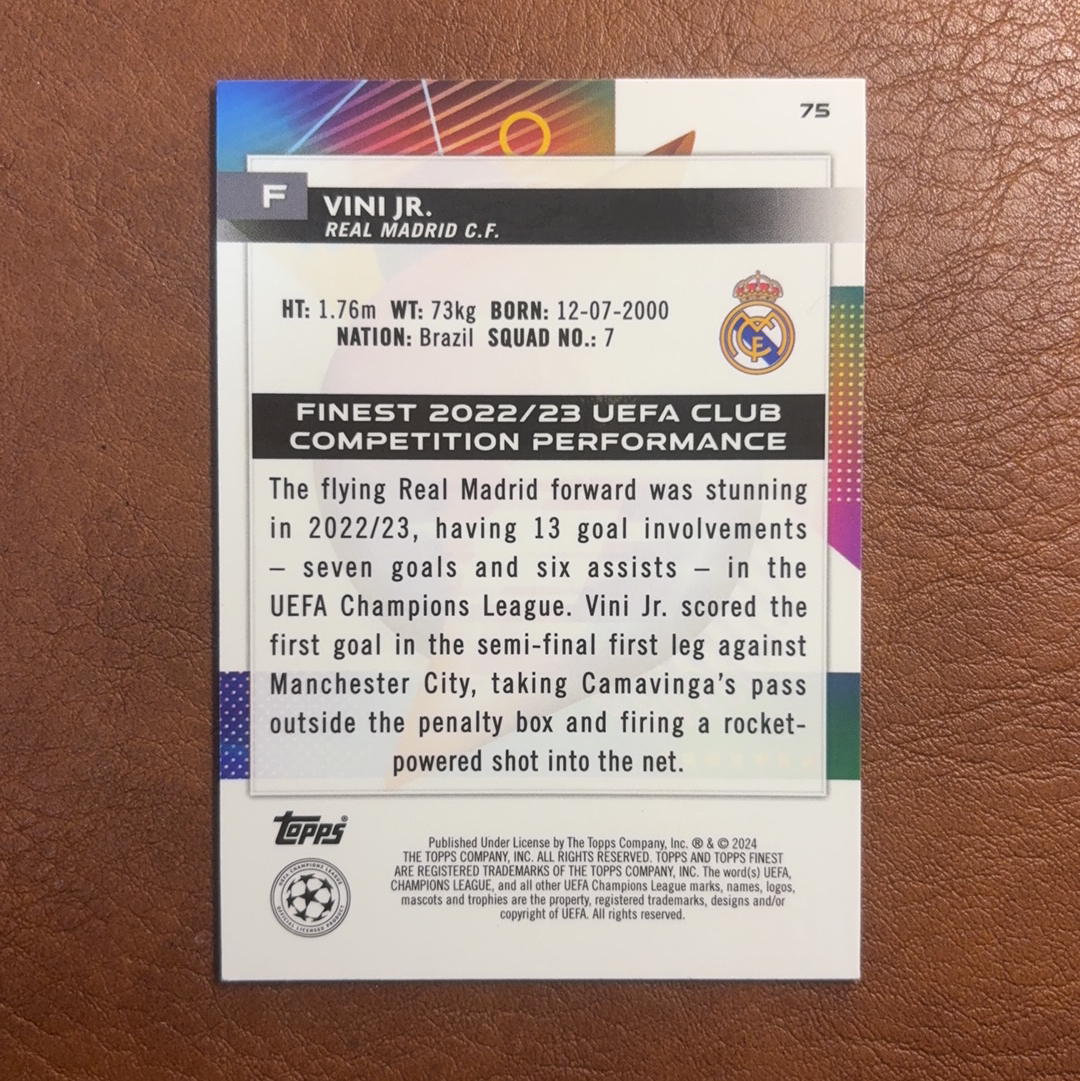 75
F
VINI JR.
REAL MADRID C.F.
HT: 1.76m WT: 73kg BORN: 12-07-2000
NATION: Brazil SQUAD NO.: 7
FINEST 2022/23 UEFA CLUB
COMPETITION PERFORMANCE
The flying Real Madrid forward was stunning
in 2022/23, having 13 goal involvements
– seven goals and six assists – in the
UEFA Champions League. Vini Jr. scored the
first goal in the semi-final first leg against
Manchester City, taking Camavinga's pass
outside the penalty box and firing a rocket-
powered shot into the net.
topps®
UEFA CHAMPIONS LEAGUE
OFFICIAL LICENSED PRODUCT
Published Under License by The Topps Company, Inc. ® & © 2024
THE TOPPS COMPANY, INC. ALL RIGHTS RESERVED. TOPPS AND TOPPS FINEST
ARE REGISTERED TRADEMARKS OF THE TOPPS COMPANY, INC. The word(s) UEFA,
CHAMPIONS LEAGUE, and all other UEFA Champions League marks, names, logos,
mascots and trophies are the property, registered trademarks, designs and/or
copyright of UEFA. All rights reserved.